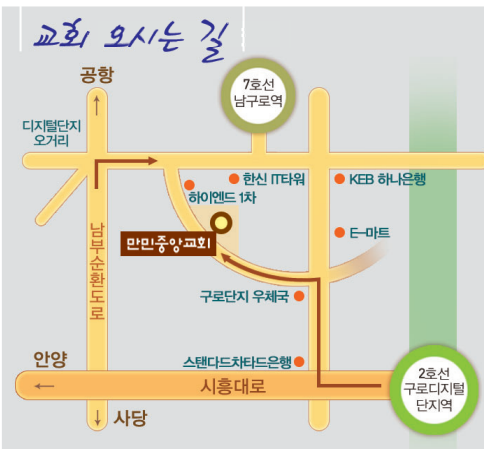 교회 오시는 길
공항
7호선
남구로역
디지털단지
오거리
한신 IT타워
KEB 하나은행
하이엔드 1차
E-마트
만민중앙교회
남부순환도로
구로단지 우체국
스탠다드차타드은행
안양
시흥대로
2호선
구로디지털
단지역
사당